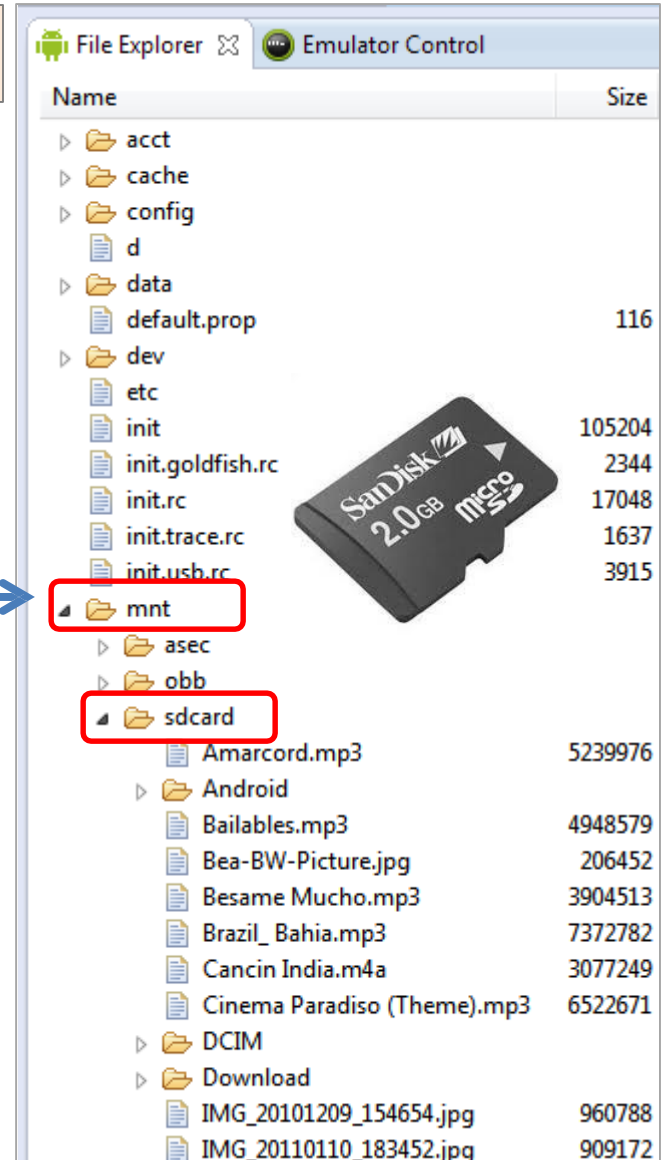 File Explorer Emulator Control
Name Size
acct
cache
config
d
data
default.prop 116
dev
etc
init 105204
init.goldfish.rc 2344
init.rc 17048
init.trace.rc 1637
init.usb.rc 3915
SanDisk
2.0GB micro SD
mnt
asec
obb
sdcard
Amarcord.mp3 5239976
Android
Bailables.mp3 4948579
Bea-BW-Picture.jpg 206452
Besame Mucho.mp3 3904513
Brazil_ Bahia.mp3 7372782
Cancin India.m4a 3077249
Cinema Paradiso (Theme).mp3 6522671
DCIM
Download
IMG_20101209_154654.jpg 960788
IMG_20110110_183452.jpg 909172